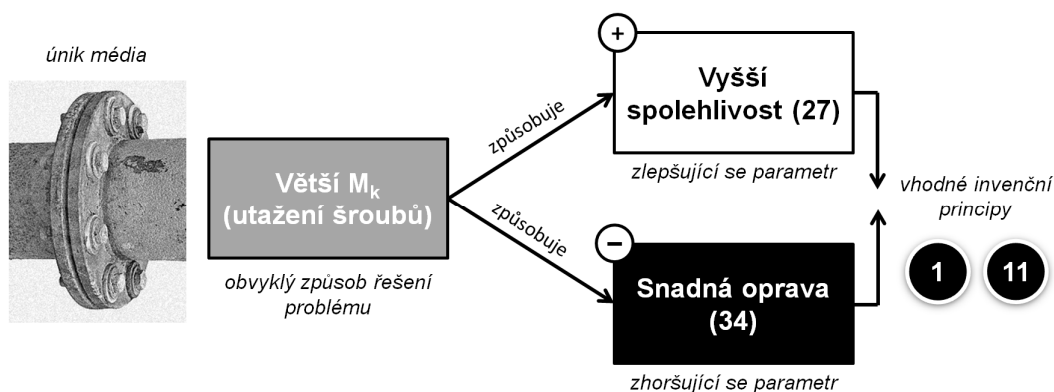 únik média
Větší Mk
(utažení šroubů)
obvyklý způsob řešení
problému
způsobuje
způsobuje
+
Vyšší
spolehlivost (27)
zlepšující se parametr
−
Snadná oprava
(34)
zhoršující se parametr
vhodné invenční
principy
1
11